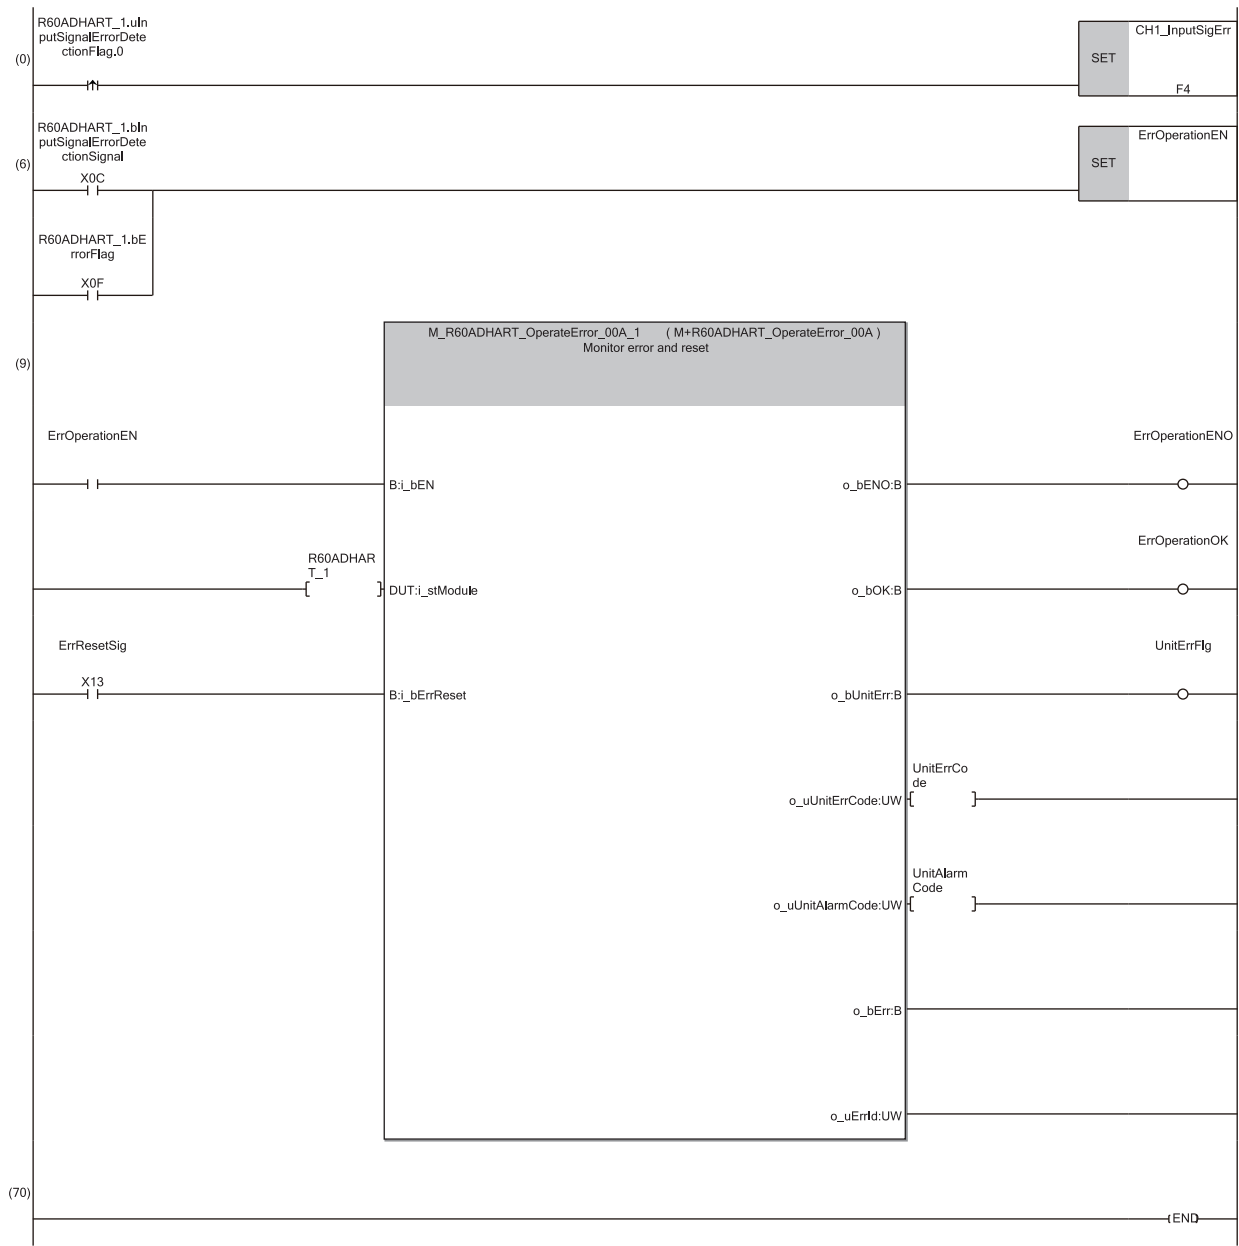 R60ADHART_1.uIn
putSignalErrorDete
ctionFlag.0
(0)
SET
CH1_InputSigErr
F4
R60ADHART_1.bIn
putSignalErrorDete
ctionSignal
(6)
X0C
SET
ErrOperationEN
R60ADHART_1.bE
rrorFlag
X0F
M_R60ADHART_OperateError_00A_1 ( M+R60ADHART_OperateError_00A )
Monitor error and reset
(9)
ErrOperationEN
ErrOperationENO
B:i_bEN
o_bENO:B
ErrOperationOK
R60ADHAR
T_1
DUT:i_stModule
o_bOK:B
ErrResetSig
UnitErrFlg
X13
B:i_bErrReset
o_bUnitErr:B
UnitErrCo
de
o_uUnitErrCode:UW
UnitAlarm
Code
o_uUnitAlarmCode:UW
o_bErr:B
o_uErrId:UW
(70)
END